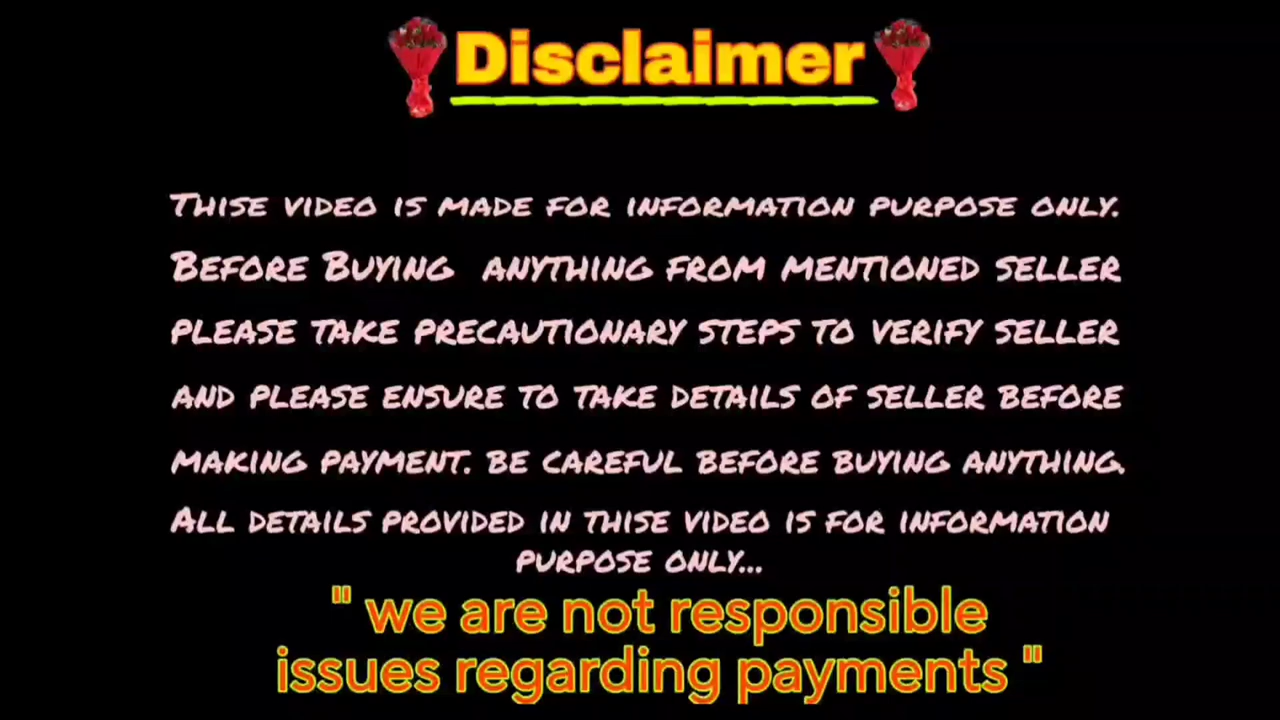 Disclaimer
Thise video is made for information purpose only.
Before Buying anything from mentioned seller
please take precautionary steps to verify seller
and please ensure to take details of seller before
making payment. be careful before buying anything.
All details provided in thise video is for information
purpose only...
" we are not responsible
issues regarding payments "